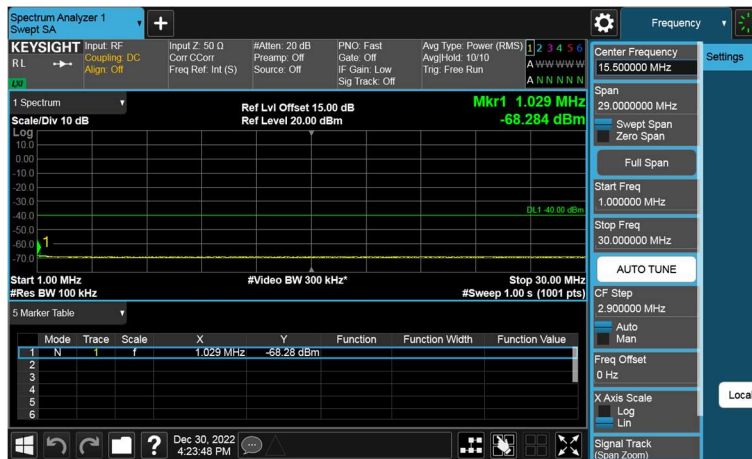 Spectrum Analyzer 1
Swept SA
Frequency
KEYSIGHT
RL
LXI
Input: RF
Coupling: DC
Align: Off
Input Z: 50 Ω
Corr CCorr
Freq Ref: Int (S)
#Atten: 20 dB
Preamp: Off
Source: Off
PNO: Fast
Gate: Off
IF Gain: Low
Sig Track: Off
Avg Type: Power (RMS)
Avg|Hold: 10/10
Trig: Free Run
1 2 3 4 5 6
A W W W W W
A N N N N N
1 Spectrum
Scale/Div 10 dB
Ref Lvl Offset 15.00 dB
Ref Level 20.00 dBm
Mkr1 1.029 MHz
-68.284 dBm
Log
10.0
0.00
-10.0
-20.0
-30.0
-40.0
-50.0
-60.0
-70.0
DL1 -40.00 dBm
1
Start 1.00 MHz
#Res BW 100 kHz
#Video BW 300 kHz*
Stop 30.00 MHz
#Sweep 1.00 s (1001 pts)
5 Marker Table
Mode Trace Scale X Y Function Function Width Function Value
1 N 1 f 1.029 MHz -68.28 dBm
2
3
4
5
6
Dec 30, 2022
4:23:48 PM
Center Frequency
15.500000 MHz
Span
29.0000000 MHz
Swept Span
Zero Span
Full Span
Start Freq
1.000000 MHz
Stop Freq
30.000000 MHz
AUTO TUNE
CF Step
2.900000 MHz
Auto
Man
Freq Offset
0 Hz
X Axis Scale
Log
Lin
Signal Track
(Span Zoom)
Settings
Local